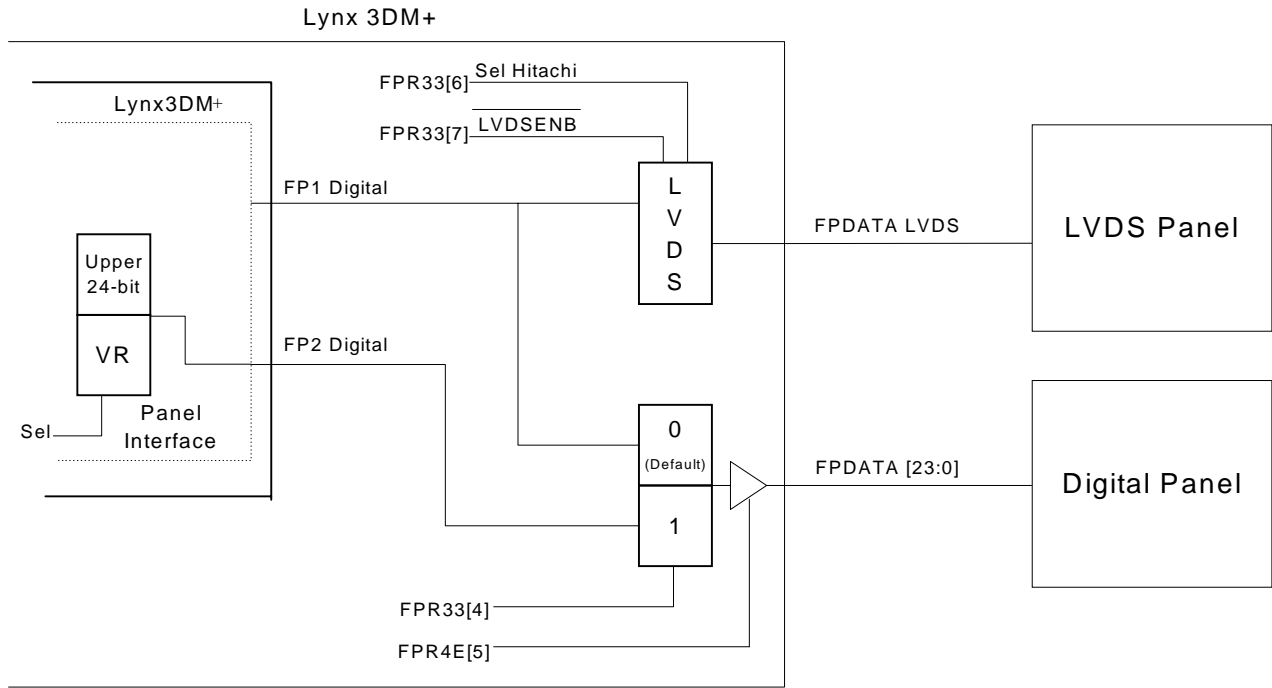 Lynx 3DM+
FPR33[6]
Sel Hitachi
Lynx3DM+
FPR33[7]
LVDSENB
FP1 Digital
L
V
D
S
FPDATA LVDS
LVDS Panel
Upper
24-bit
VR
FP2 Digital
Sel
Panel
Interface
0
(Default)
1
FPDATA [23:0]
Digital Panel
FPR33[4]
FPR4E[5]